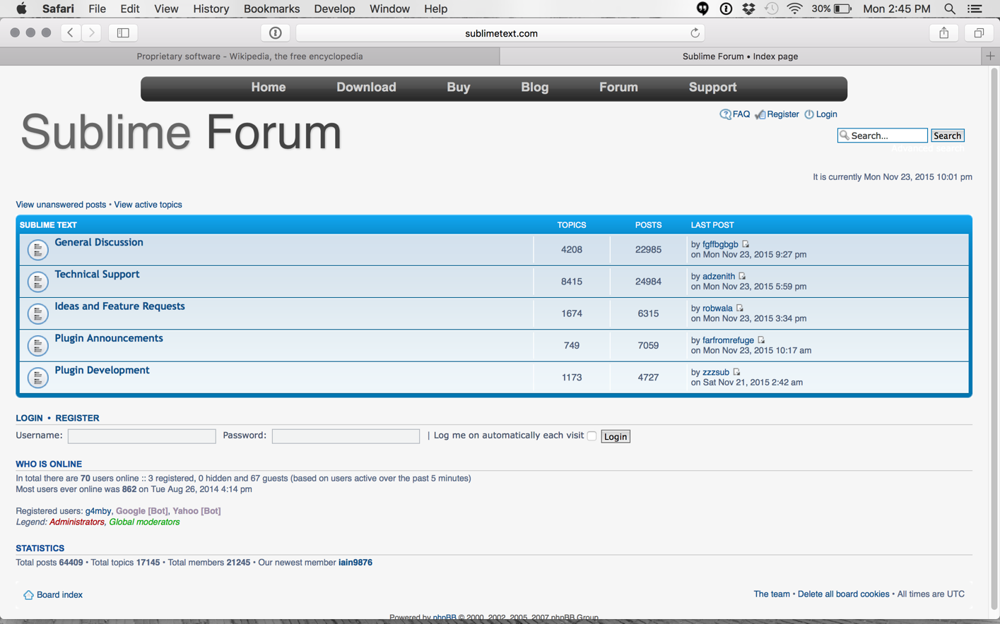 Safari File Edit View History Bookmarks Develop Window Help 30% Mon 2:45 PM
sublimetext.com
Proprietary software - Wikipedia, the free encyclopedia Sublime Forum • Index page
Home Download Buy Blog Forum Support
FAQ Register Login
Sublime Forum
Search... Search
Advanced search
It is currently Mon Nov 23, 2015 10:01 pm
View unanswered posts • View active topics
SUBLIME TEXT TOPICS POSTS LAST POST
General Discussion 4208 22985 by fgffbgbgb
on Mon Nov 23, 2015 9:27 pm
Technical Support 8415 24984 by adzenith
on Mon Nov 23, 2015 5:59 pm
Ideas and Feature Requests 1674 6315 by robwala
on Mon Nov 23, 2015 3:34 pm
Plugin Announcements 749 7059 by farfromrefuge
on Mon Nov 23, 2015 10:17 am
Plugin Development 1173 4727 by zzzsub
on Sat Nov 21, 2015 2:42 am
LOGIN • REGISTER
Username: Password: | Log me on automatically each visit Login
WHO IS ONLINE
In total there are 70 users online :: 3 registered, 0 hidden and 67 guests (based on users active over the past 5 minutes)
Most users ever online was 862 on Tue Aug 26, 2014 4:14 pm
Registered users: g4mby, Google [Bot], Yahoo [Bot]
Legend: Administrators, Global moderators
STATISTICS
Total posts 64409 • Total topics 17145 • Total members 21245 • Our newest member iain9876
Board index The team • Delete all board cookies • All times are UTC
Powered by phpBB © 2000, 2002, 2005, 2007 phpBB Group